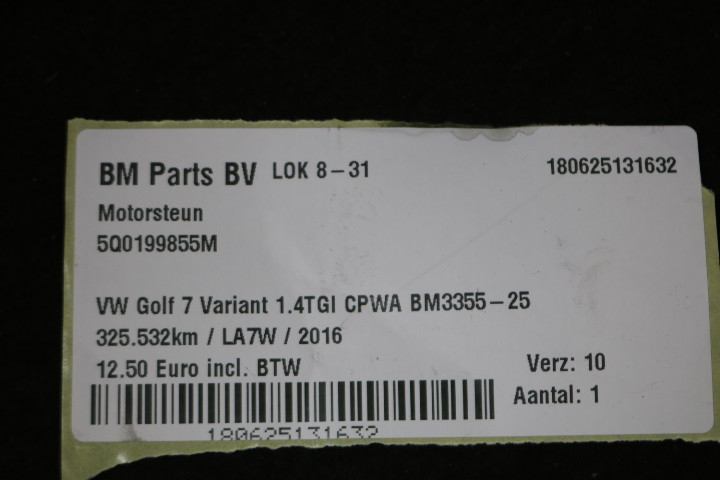 BM Parts BV LOK 8-31 180625131632
Motorsteun
5Q0199855M
VW Golf 7 Variant 1.4TGI CPWA BM3355-25
325.532km / LA7W / 2016
12.50 Euro incl. BTW Verz: 10
Aantal: 1
180625131632